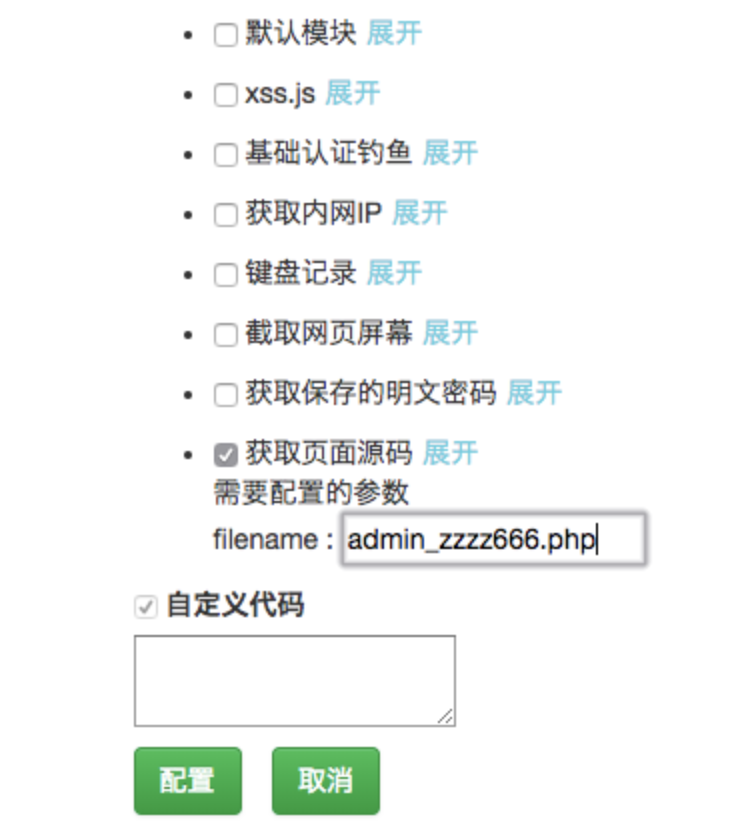 默认模块 展开
xss.js 展开
基础认证钓鱼 展开
获取内网IP 展开
键盘记录 展开
截取网页屏幕 展开
获取保存的明文密码 展开
获取页面源码 展开
需要配置的参数
filename : admin_zzzz666.php
自定义代码
配置 取消